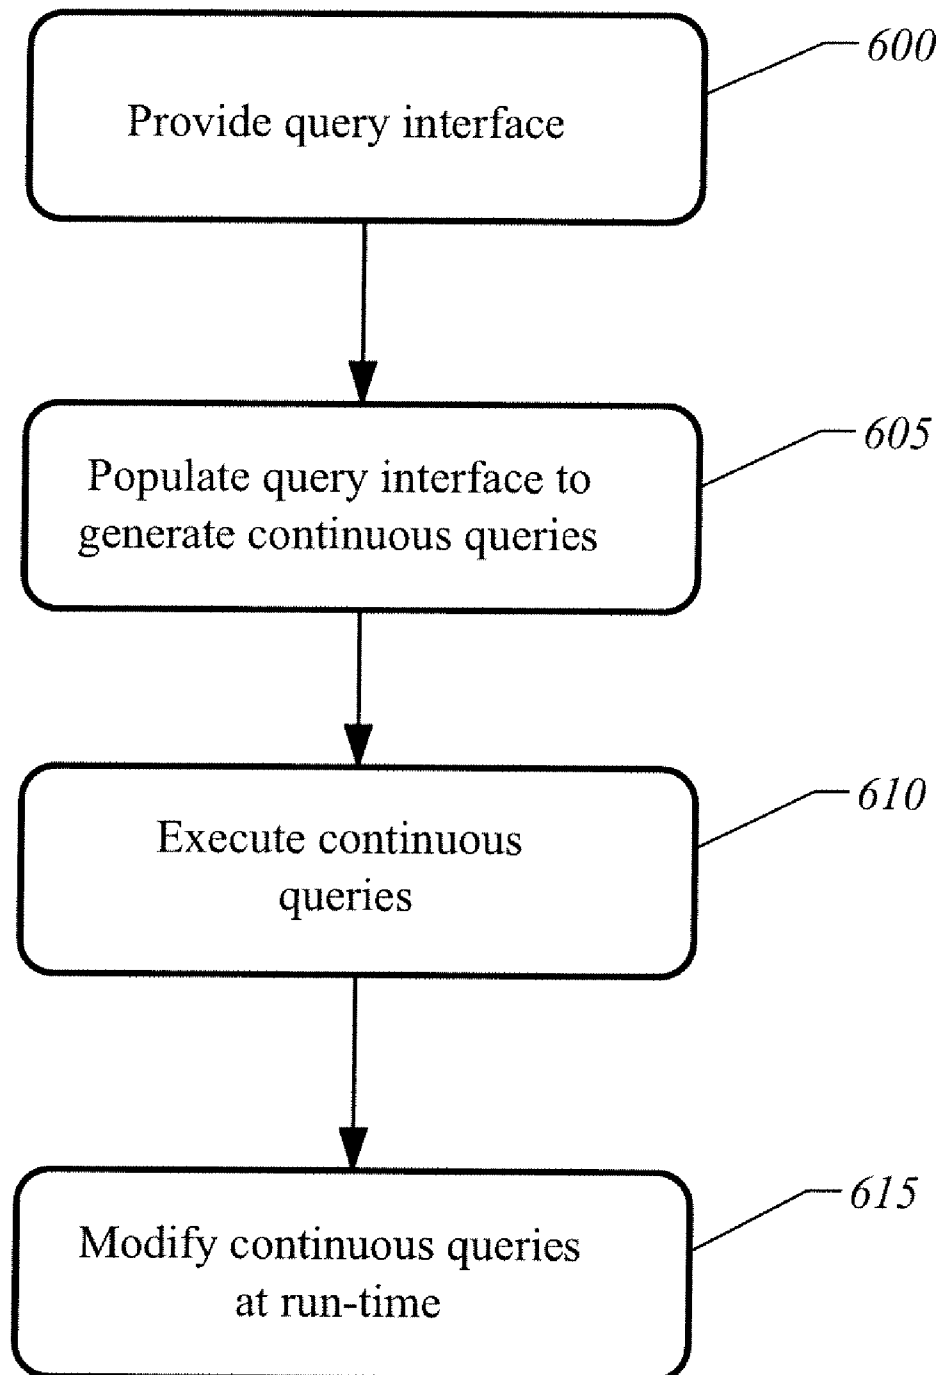 600
Provide query interface
605
Populate query interface to
generate continuous queries
610
Execute continuous
queries
615
Modify continuous queries
at run-time